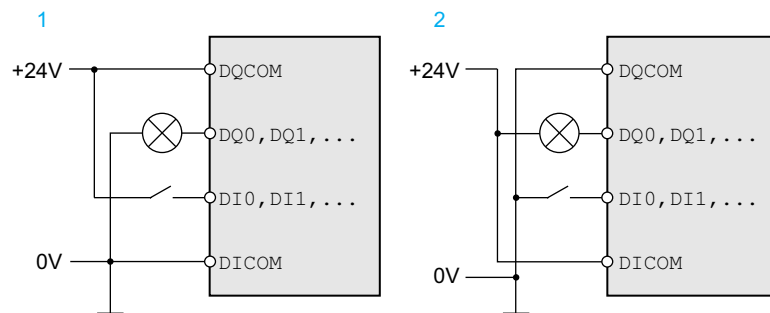 1
+24V
DQCOM
DQ0,DQ1,...
DI0,DI1,...
0V
DICOM
2
+24V
DQCOM
DQ0,DQ1,...
DI0,DI1,...
DICOM
0V